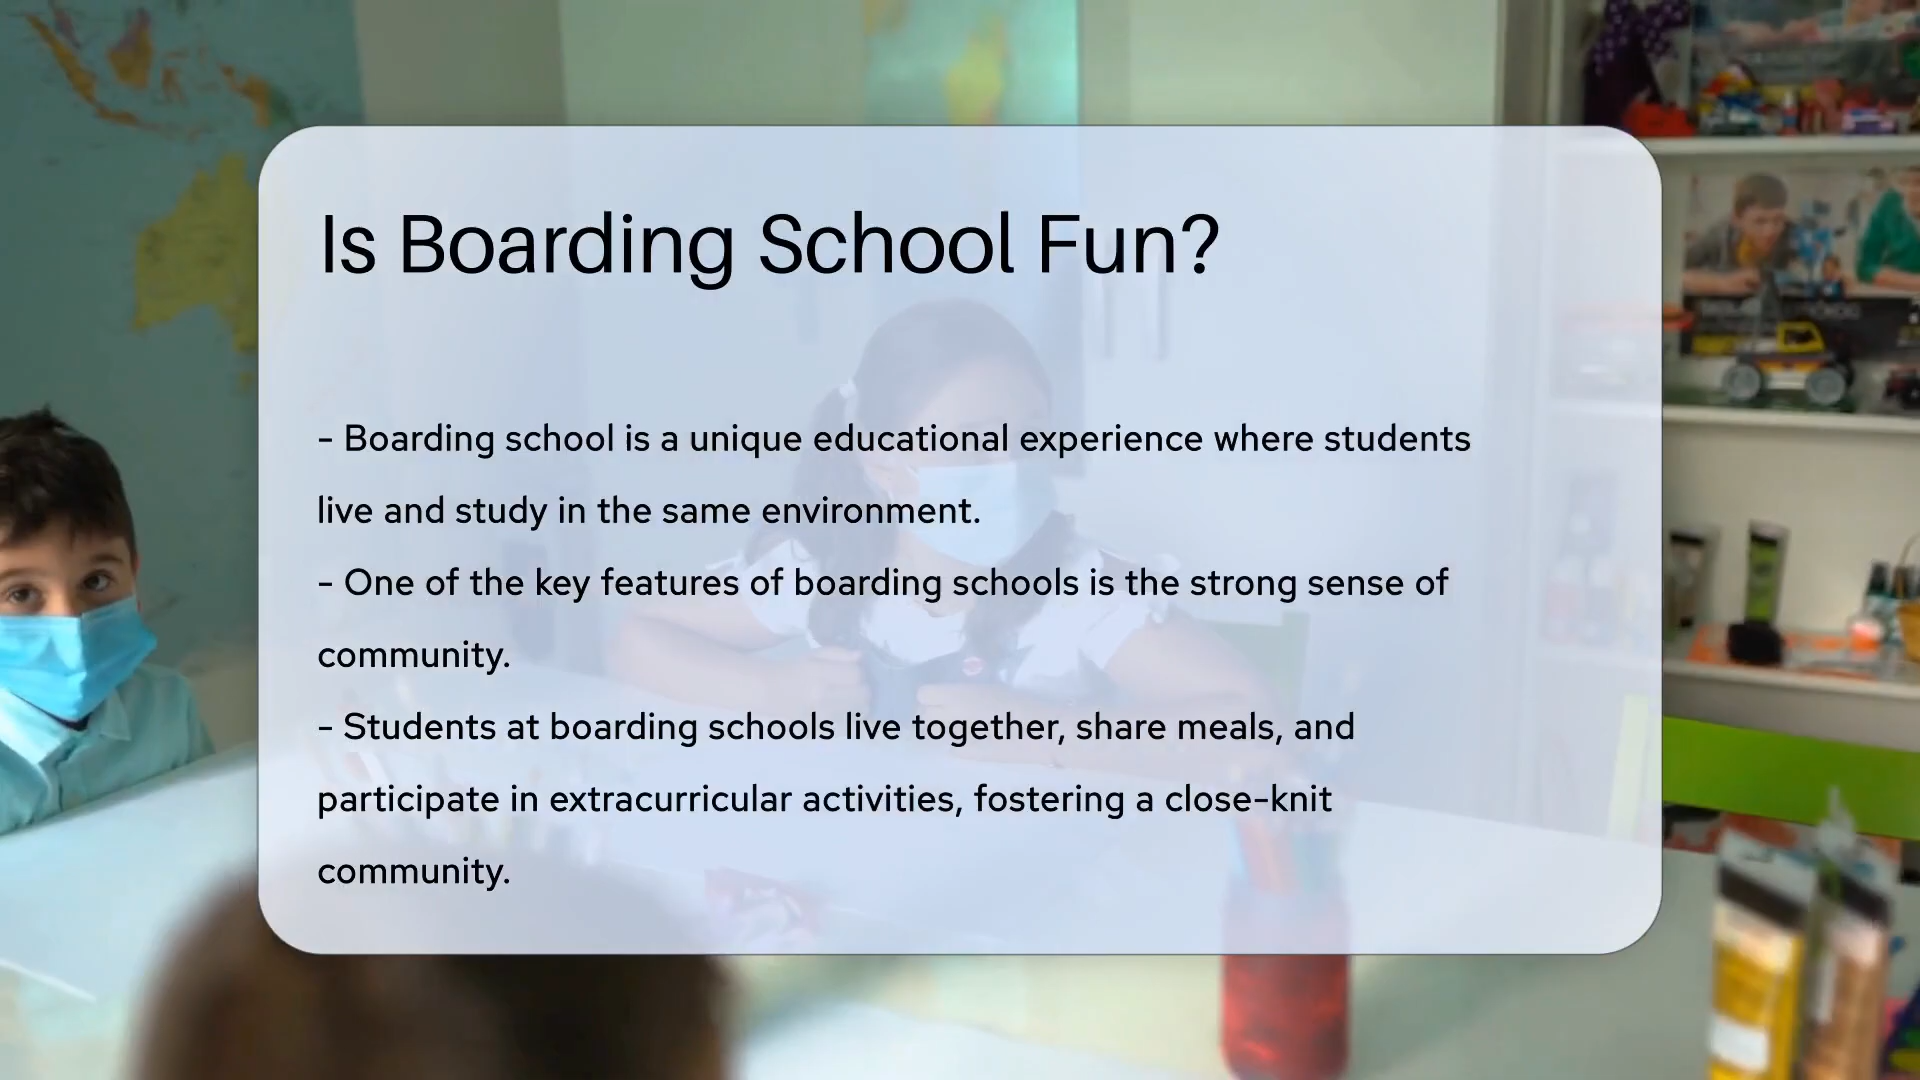 Is Boarding School Fun?
- Boarding school is a unique educational experience where students
live and study in the same environment.
- One of the key features of boarding schools is the strong sense of
community.
- Students at boarding schools live together, share meals, and
participate in extracurricular activities, fostering a close-knit
community.